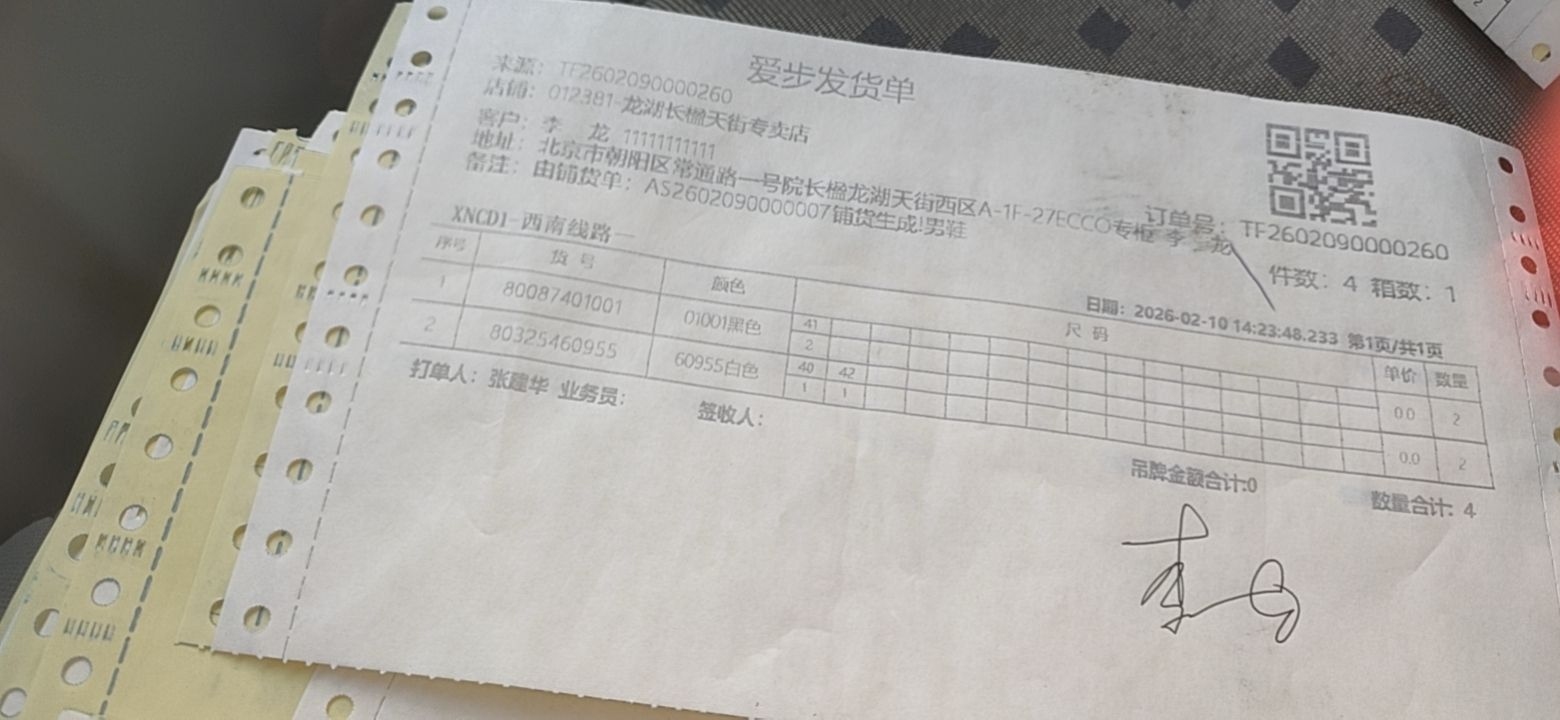 爱步发货单
来源：TF2602090000260
店铺：012381-龙湖长楹天街专卖店
客户：李 龙 11111111111
地址：北京市朝阳区常通路一号院长楹龙湖天街西区A-1F-27ECCO专柜 李 龙
备注：由铺货单：AS2602090000007铺货生成!男鞋
订单号：TF2602090000260
件数：4 箱数：1
XNCD1-西南线路一
日期：2026-02-10 14:23:48.233 第1页/共1页
序号 货 号 颜色 尺 码 单价 数量
1 80087401001 01001黑色 41 0.0 2
2
2 80325460955 60955白色 40 42 0.0 2
1 1
打单人：张建华 业务员： 签收人：
吊牌金额合计:0 数量合计: 4